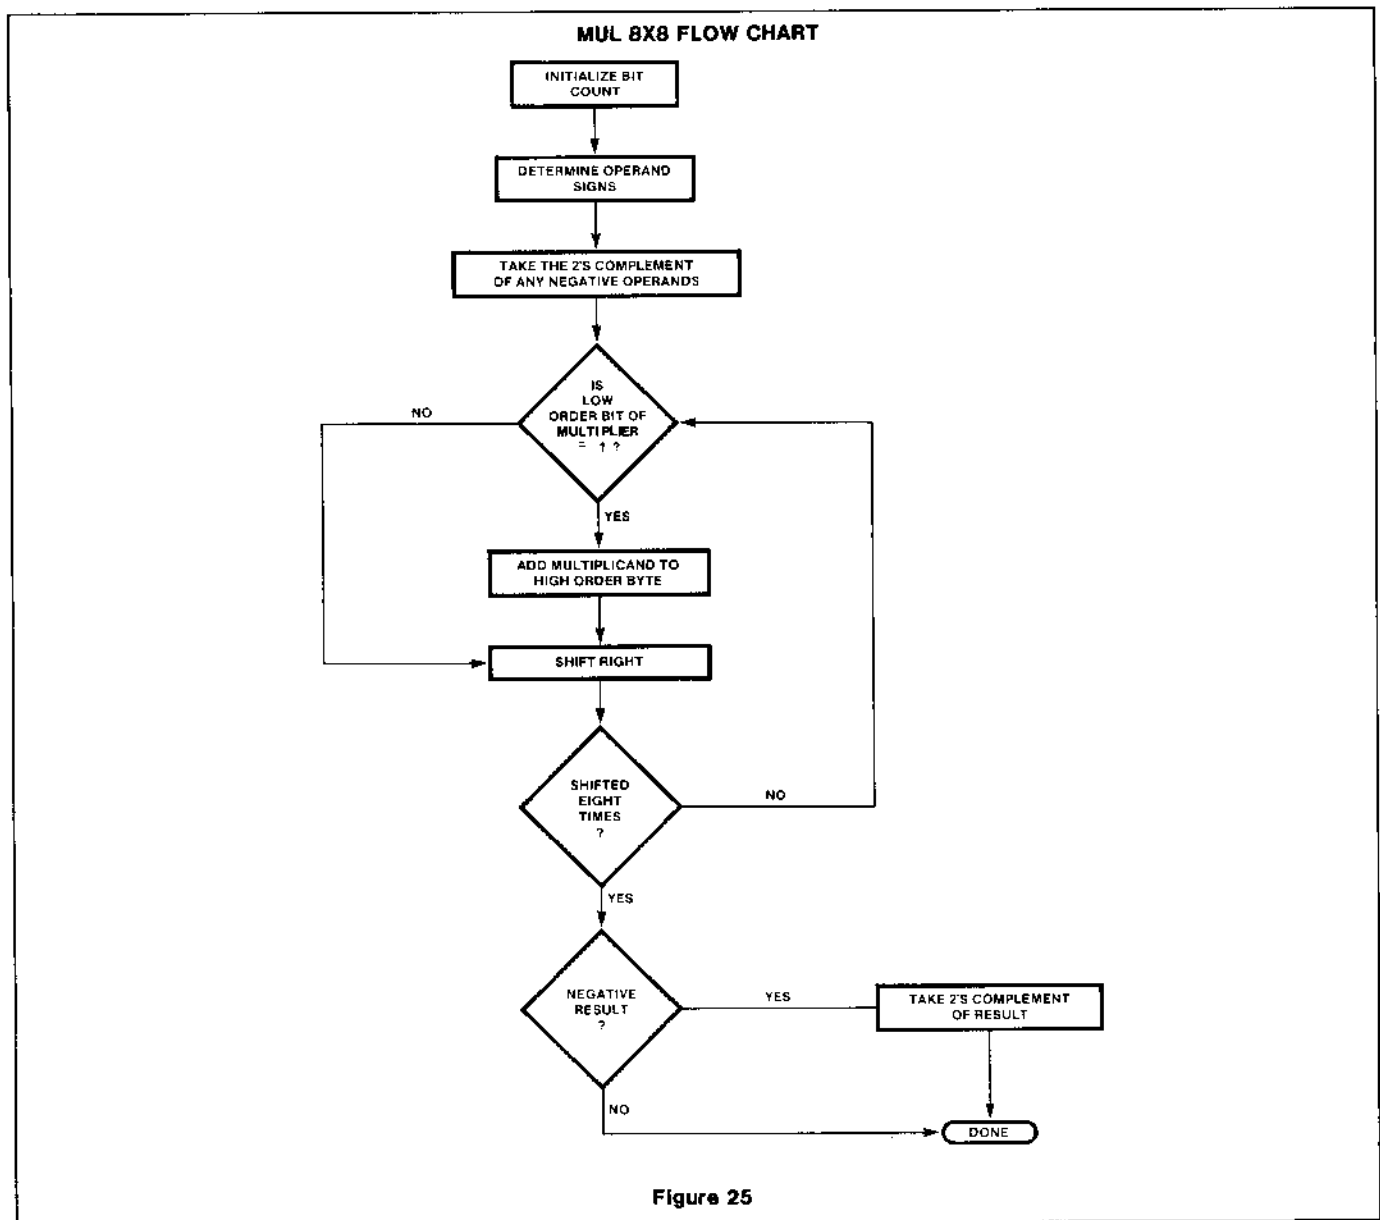 MUL 8X8 FLOW CHART
INITIALIZE BIT
COUNT
DETERMINE OPERAND
SIGNS
TAKE THE 2'S COMPLEMENT
OF ANY NEGATIVE OPERANDS
IS
LOW
ORDER BIT OF
MULTIPLIER
= 1 ?
NO
YES
ADD MULTIPLICAND TO
HIGH ORDER BYTE
SHIFT RIGHT
SHIFTED
EIGHT
TIMES
?
NO
YES
NEGATIVE
RESULT
?
YES
TAKE 2'S COMPLEMENT
OF RESULT
NO
DONE
Figure 25